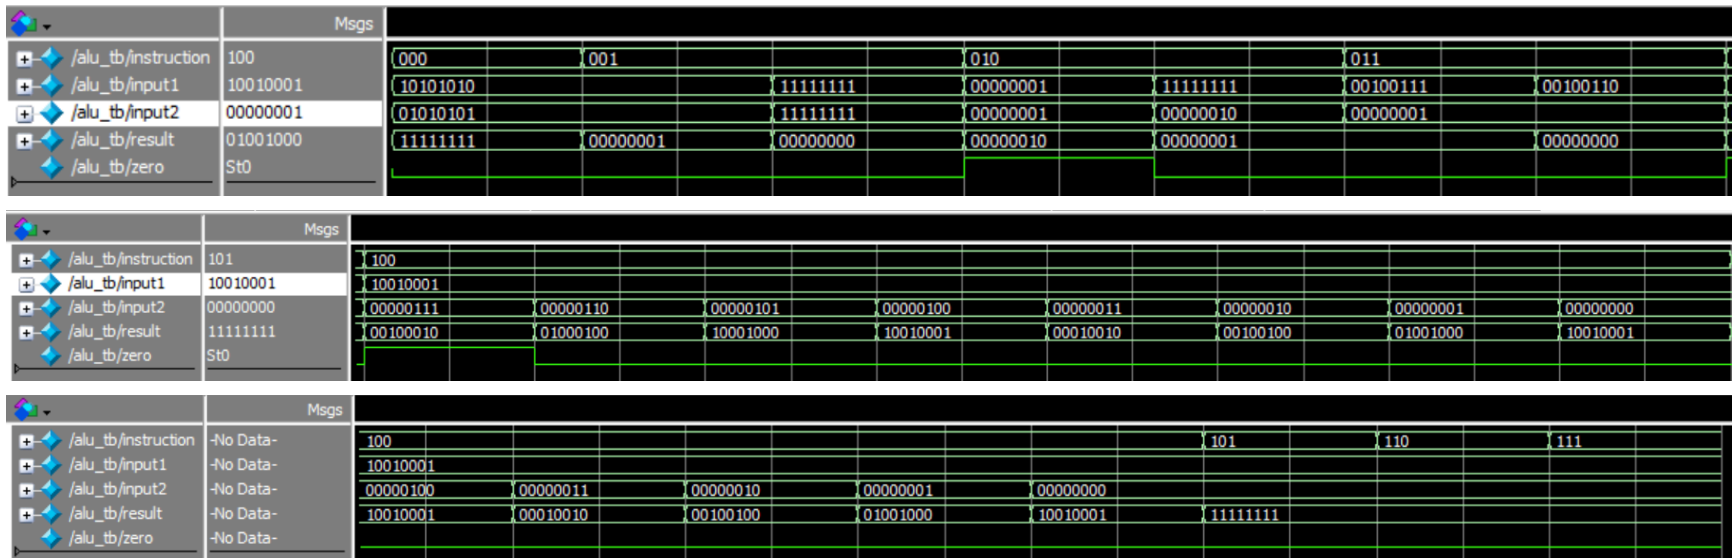 Msgs
/alu_tb/instruction 100 000 001 010 011
/alu_tb/input1 10010001 10101010 11111111 00000001 11111111 00100111 00100110
/alu_tb/input2 00000001 01010101 11111111 00000001 00000010 00000001
/alu_tb/result 01001000 11111111 00000001 00000000 00000010 00000001 00000000
/alu_tb/zero St0
Msgs
/alu_tb/instruction 101 100
/alu_tb/input1 10010001 10010001
/alu_tb/input2 00000000 00000111 00000110 00000101 00000100 00000011 00000010 00000001 00000000
/alu_tb/result 11111111 00100010 01000100 10001000 10010001 00010010 00100100 01001000 10010001
/alu_tb/zero St0
Msgs
/alu_tb/instruction -No Data- 100 101 110 111
/alu_tb/input1 -No Data- 10010001
/alu_tb/input2 -No Data- 00000100 00000011 00000010 00000001 00000000
/alu_tb/result -No Data- 10010001 00010010 00100100 01001000 10010001 11111111
/alu_tb/zero -No Data-